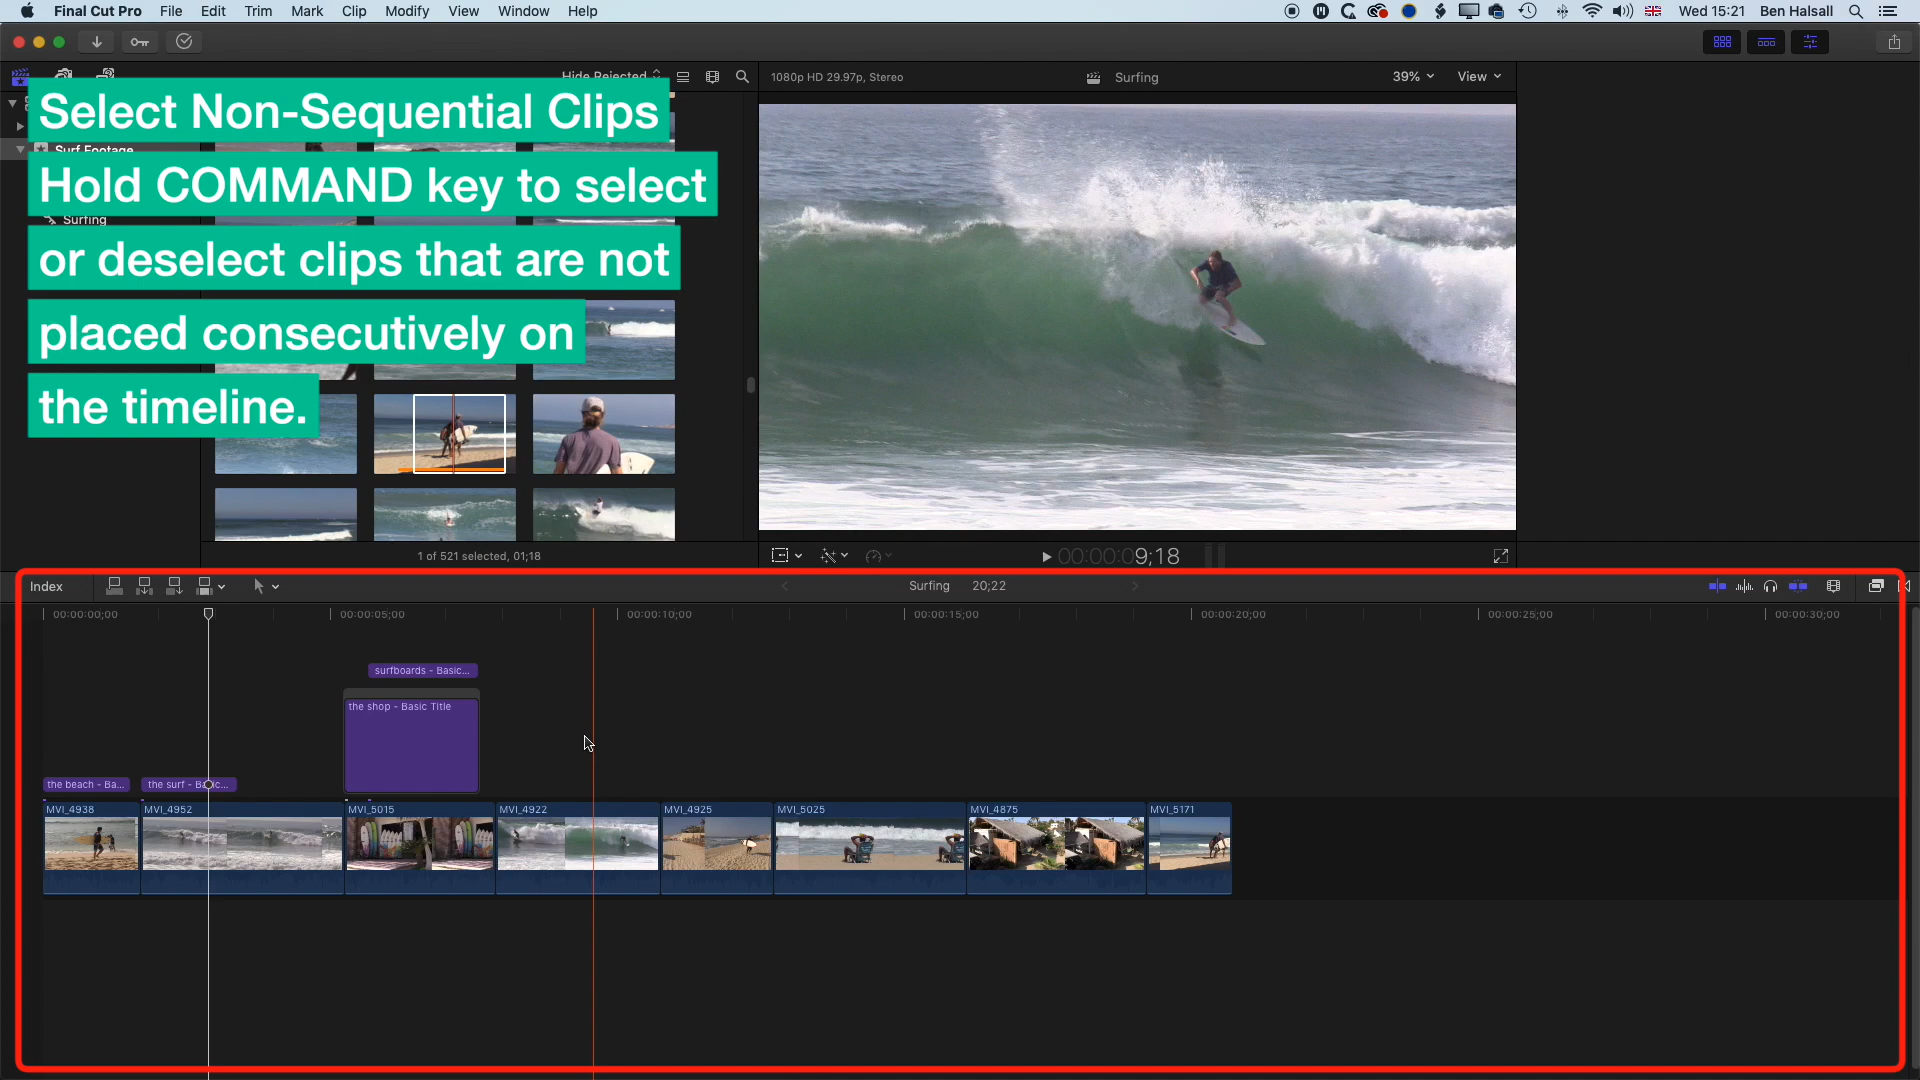 Final Cut Pro File Edit Trim Mark Clip Modify View Window Help Wed 15:21 Ben Halsall
Hide Rejected
1080p HD 29.97p, Stereo Surfing 39% View
Select Non-Sequential Clips
Surf Footage
Hold COMMAND key to select
Surfing
or deselect clips that are not
placed consecutively on
the timeline.
1 of 521 selected, 01;18
00:00:00:09;18
Index Surfing 20;22
00:00:00;00 00:00:05;00 00:00:10;00 00:00:15;00 00:00:20;00 00:00:25;00 00:00:30;00
surfboards - Basic...
the shop - Basic Title
the beach - Ba... the surf - Basic...
MVI_4938 MVI_4952 MVI_5015 MVI_4922 MVI_4925 MVI_5025 MVI_4875 MVI_5171